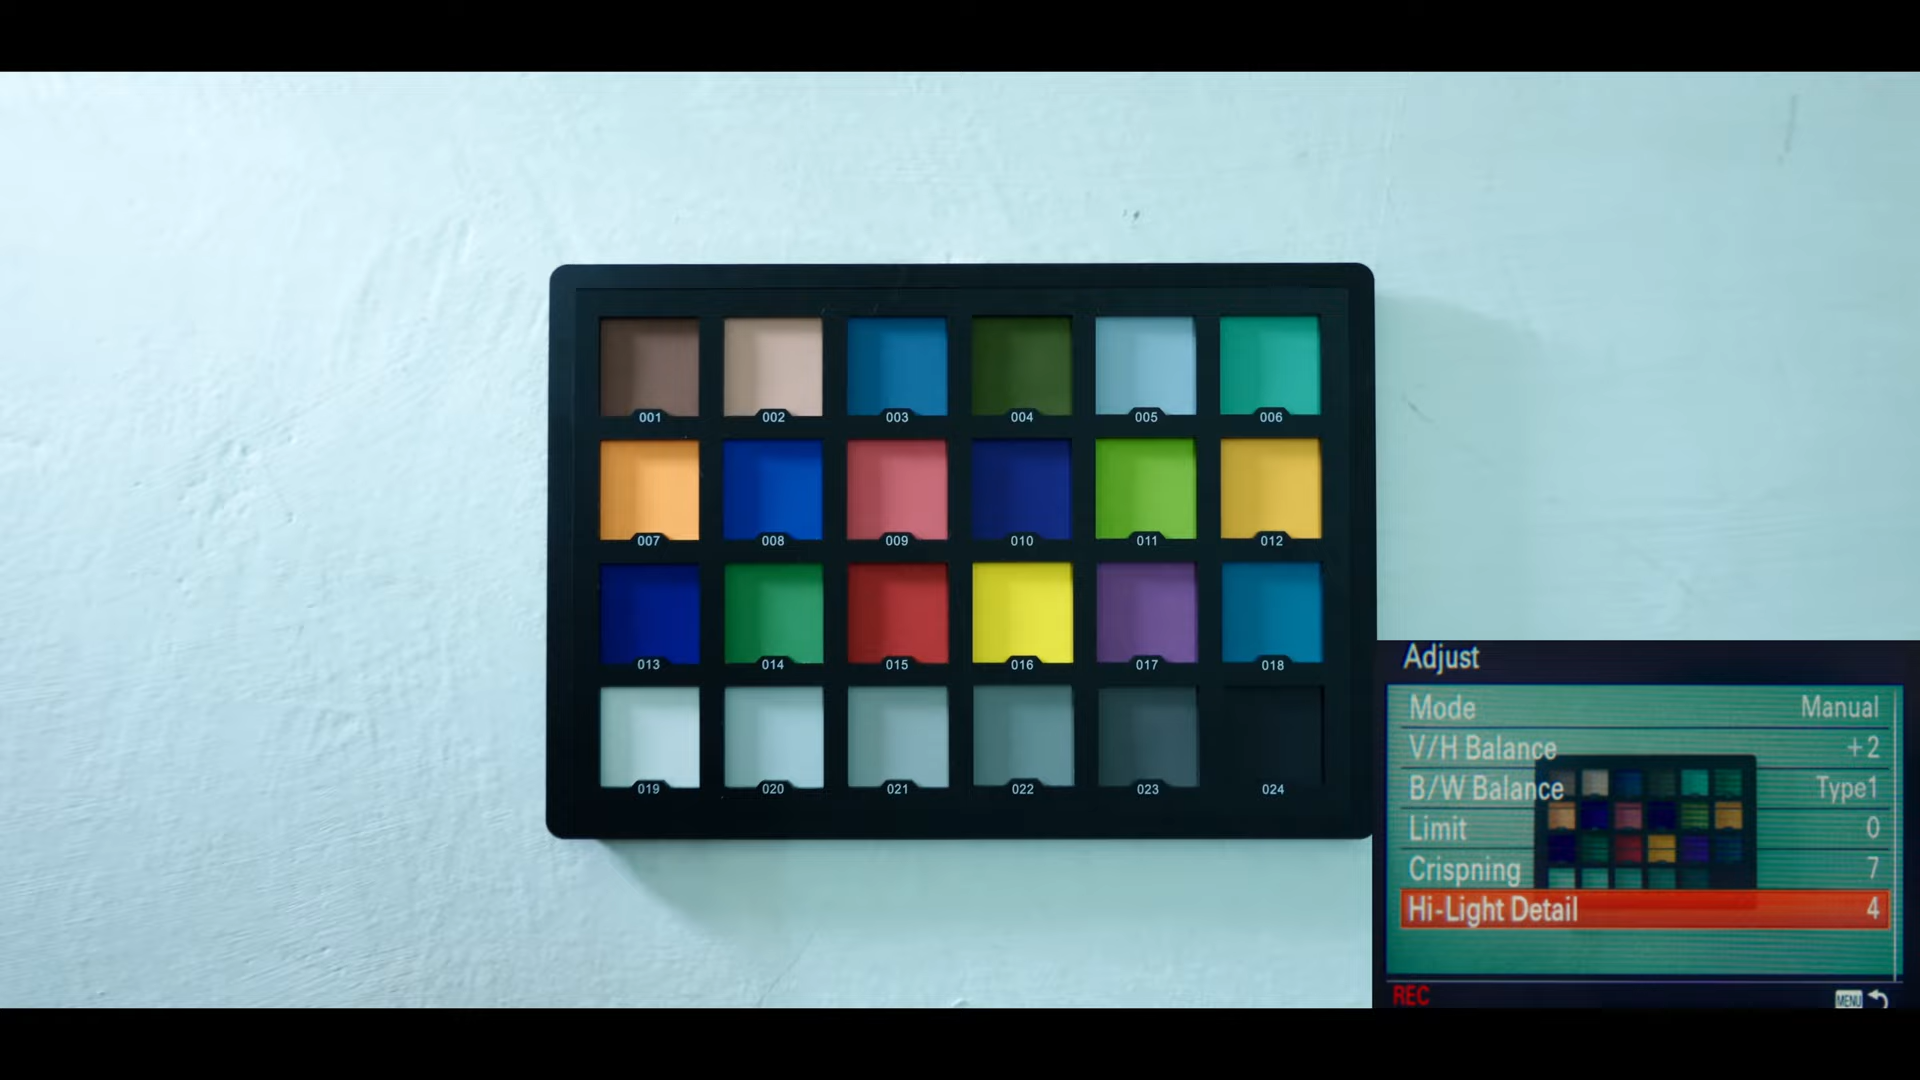 001 002 003 004 005 006
007 008 009 010 011 012
013 014 015 016 017 018
019 020 021 022 023 024
Adjust
Mode Manual
V/H Balance +2
B/W Balance Type1
Limit 0
Crispning 7
Hi-Light Detail 4
REC MENU